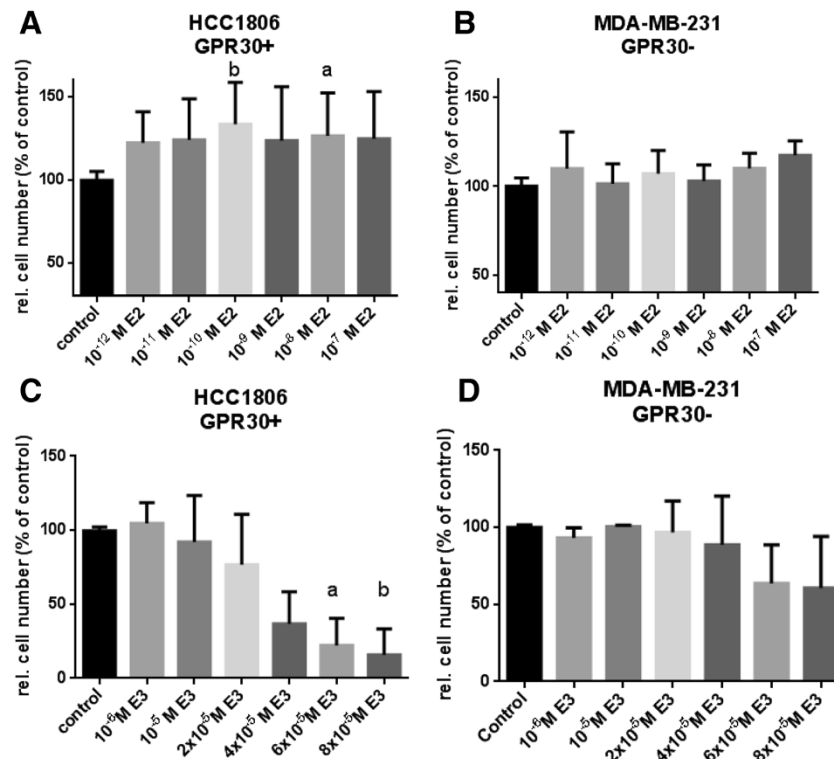 A
HCC1806
GPR30+
rel. cell number (% of control)
150
100
50
b
a
control
10⁻¹² M E2
10⁻¹¹ M E2
10⁻¹⁰ M E2
10⁻⁹ M E2
10⁻⁸ M E2
10⁻⁷ M E2
B
MDA-MB-231
GPR30-
rel. cell number (% of control)
150
100
50
control
10⁻¹² M E2
10⁻¹¹ M E2
10⁻¹⁰ M E2
10⁻⁹ M E2
10⁻⁸ M E2
10⁷ M E2
C
HCC1806
GPR30+
rel. cell number (% of control)
150
100
50
0
a
b
control
10⁻⁶M E3
10⁻⁵M E3
2x10⁻⁵M E3
4x10⁻⁵M E3
6x10⁻⁵M E3
8x10⁻⁵M E3
D
MDA-MB-231
GPR30-
rel. cell number (% of control)
150
100
50
0
Control
10⁻⁶M E3
10⁻⁵M E3
2x10⁻⁵M E3
4x10⁻⁵M E3
6x10⁻⁵M E3
8x10⁻⁵M E3